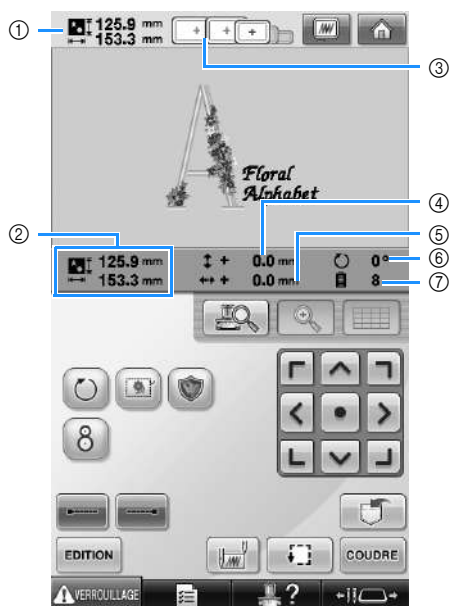 ① 125.9 mm
153.3 mm
③
Floral
Alphabet
④
② ⑤
125.9 mm + 0.0 mm 0° ⑥
153.3 mm + 0.0 mm 8 ⑦
8
EDITION COUDRE
VERROUILLAGE ?